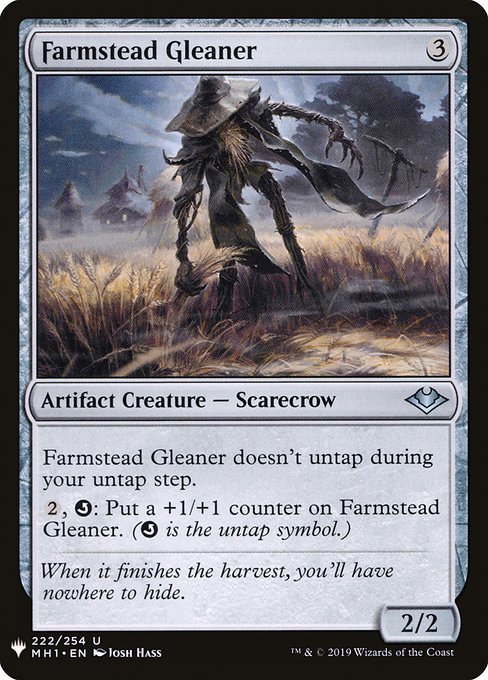 Farmstead Gleaner 3
Artifact Creature — Scarecrow
Farmstead Gleaner doesn't untap during
your untap step.
2, : Put a +1/+1 counter on Farmstead
Gleaner. ( is the untap symbol.)
When it finishes the harvest, you'll have
nowhere to hide.
2/2
222/254 U
MH1 • EN Josh Hass
™ & © 2019 Wizards of the Coast